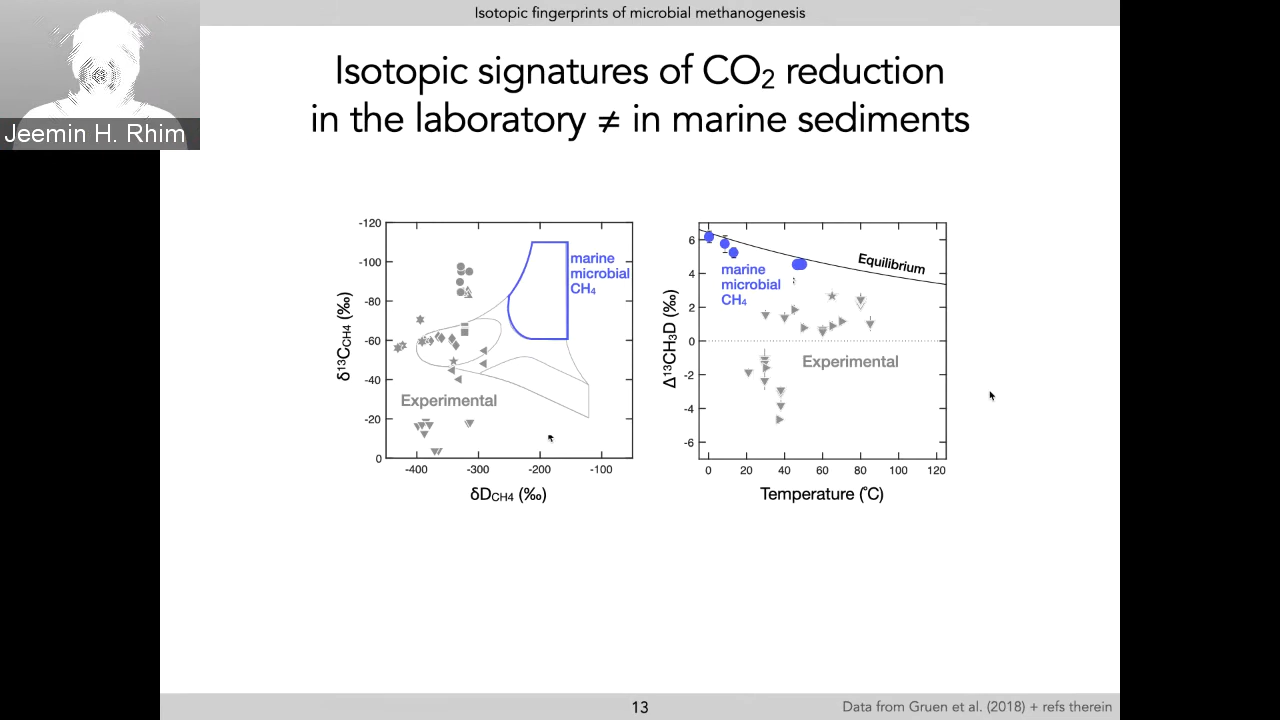 Isotopic fingerprints of microbial methanogenesis
Jeemin H. Rhim
Isotopic signatures of CO₂ reduction
in the laboratory ≠ in marine sediments
-120
-100
-80
-60
-40
-20
0
δ¹³C_CH4 (‰)
-400
-300
-200
-100
δD_CH4 (‰)
marine
microbial
CH₄
Experimental
6
4
2
0
-2
-4
-6
Δ¹³CH₃D (‰)
0
20
40
60
80
100
120
Temperature (°C)
Equilibrium
marine
microbial
CH₄
Experimental
13
Data from Gruen et al. (2018) + refs therein